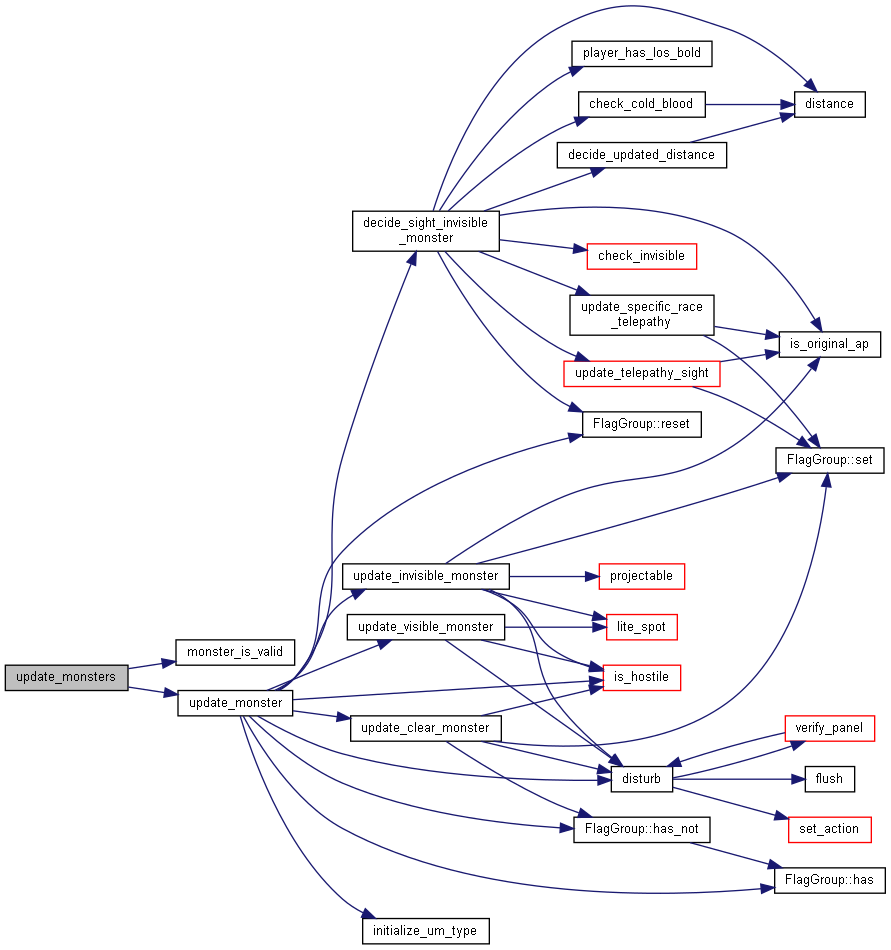 player_has_los_bold
check_cold_blood
distance
decide_updated_distance
decide_sight_invisible
_monster
check_invisible
update_specific_race
_telepathy
is_original_ap
update_telepathy_sight
FlagGroup::reset
FlagGroup::set
update_invisible_monster
projectable
update_visible_monster
lite_spot
monster_is_valid
update_monsters
is_hostile
update_monster
update_clear_monster
verify_panel
disturb
flush
FlagGroup::has_not
set_action
FlagGroup::has
initialize_um_type